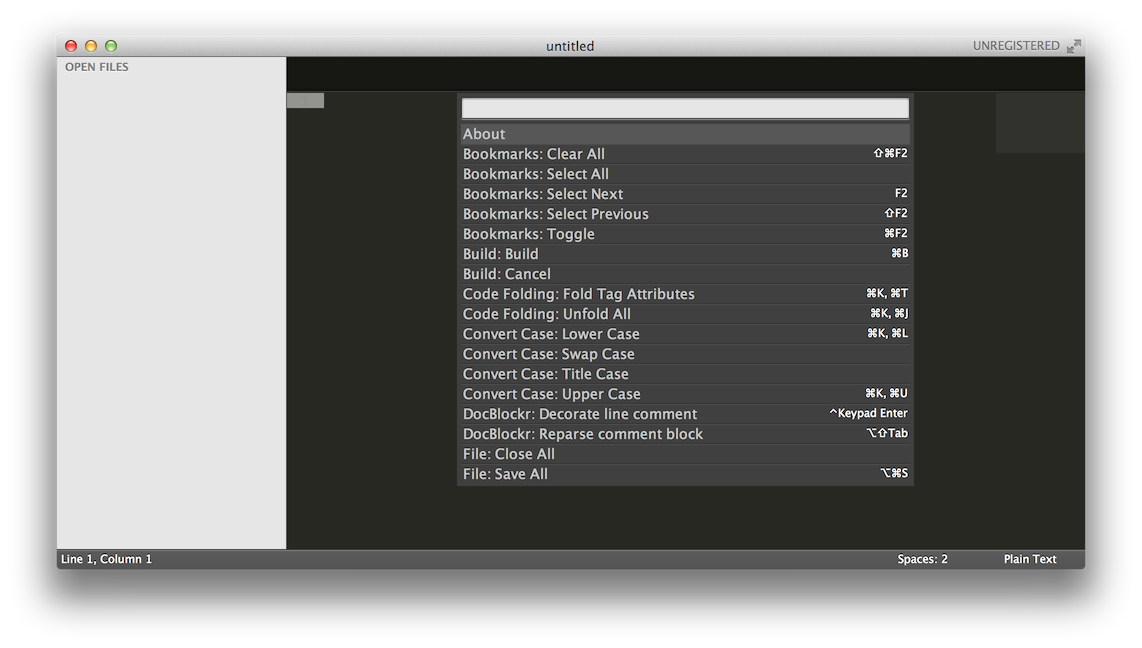 untitled
UNREGISTERED
OPEN FILES
About
Bookmarks: Clear All ⇧⌘F2
Bookmarks: Select All
Bookmarks: Select Next F2
Bookmarks: Select Previous ⇧F2
Bookmarks: Toggle ⌘F2
Build: Build ⌘B
Build: Cancel
Code Folding: Fold Tag Attributes ⌘K, ⌘T
Code Folding: Unfold All ⌘K, ⌘J
Convert Case: Lower Case ⌘K, ⌘L
Convert Case: Swap Case
Convert Case: Title Case
Convert Case: Upper Case ⌘K, ⌘U
DocBlockr: Decorate line comment ^Keypad Enter
DocBlockr: Reparse comment block ⌥⇧Tab
File: Close All
File: Save All ⌥⌘S
Line 1, Column 1
Spaces: 2
Plain Text